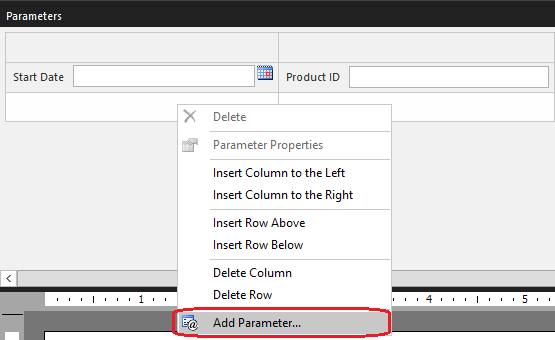 Parameters
Start Date Product ID
Delete
Parameter Properties
Insert Column to the Left
Insert Column to the Right
Insert Row Above
Insert Row Below
Delete Column
Delete Row
1 4 5
Add Parameter...